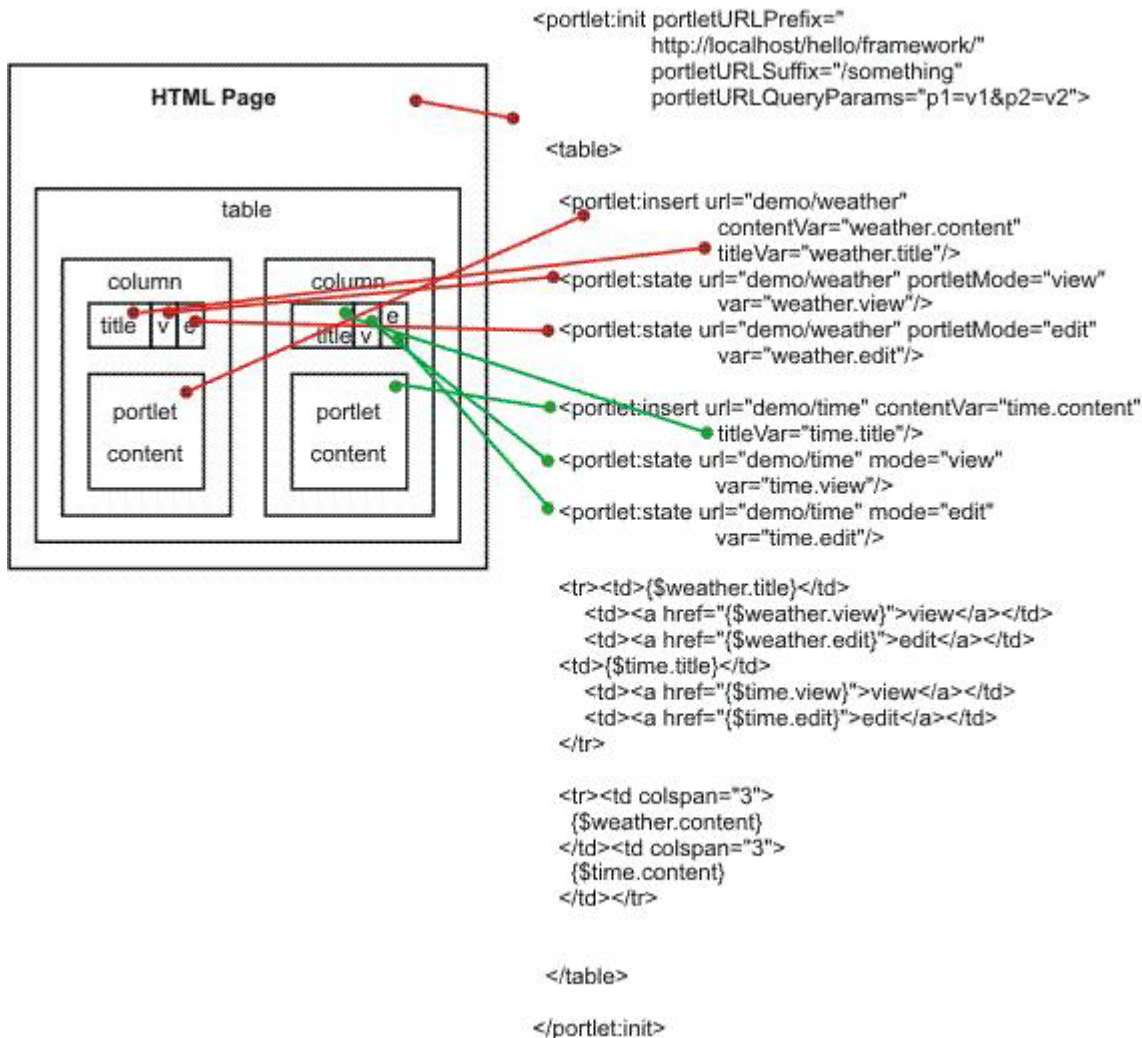 HTML Page
table
column
title v e
portlet
content
column
title v e
portlet
content
<portlet:init portletURLPrefix="
http://localhost/hello/framework/"
portletURLSuffix="/something"
portletURLQueryParams="p1=v1&p2=v2">
<table>
<portlet:insert url="demo/weather"
contentVar="weather.content"
titleVar="weather.title"/>
<portlet:state url="demo/weather" portletMode="view"
var="weather.view"/>
<portlet:state url="demo/weather" portletMode="edit"
var="weather.edit"/>
<portlet:insert url="demo/time" contentVar="time.content"
titleVar="time.title"/>
<portlet:state url="demo/time" mode="view"
var="time.view"/>
<portlet:state url="demo/time" mode="edit"
var="time.edit"/>
<tr><td>{$weather.title}</td>
<td><a href="{$weather.view}">view</a></td>
<td><a href="{$weather.edit}">edit</a></td>
<td>{$time.title}</td>
<td><a href="{$time.view}">view</a></td>
<td><a href="{$time.edit}">edit</a></td>
</tr>
<tr><td colspan="3">
{$weather.content}
</td><td colspan="3">
{$time.content}
</td></tr>
</table>
</portlet:init>